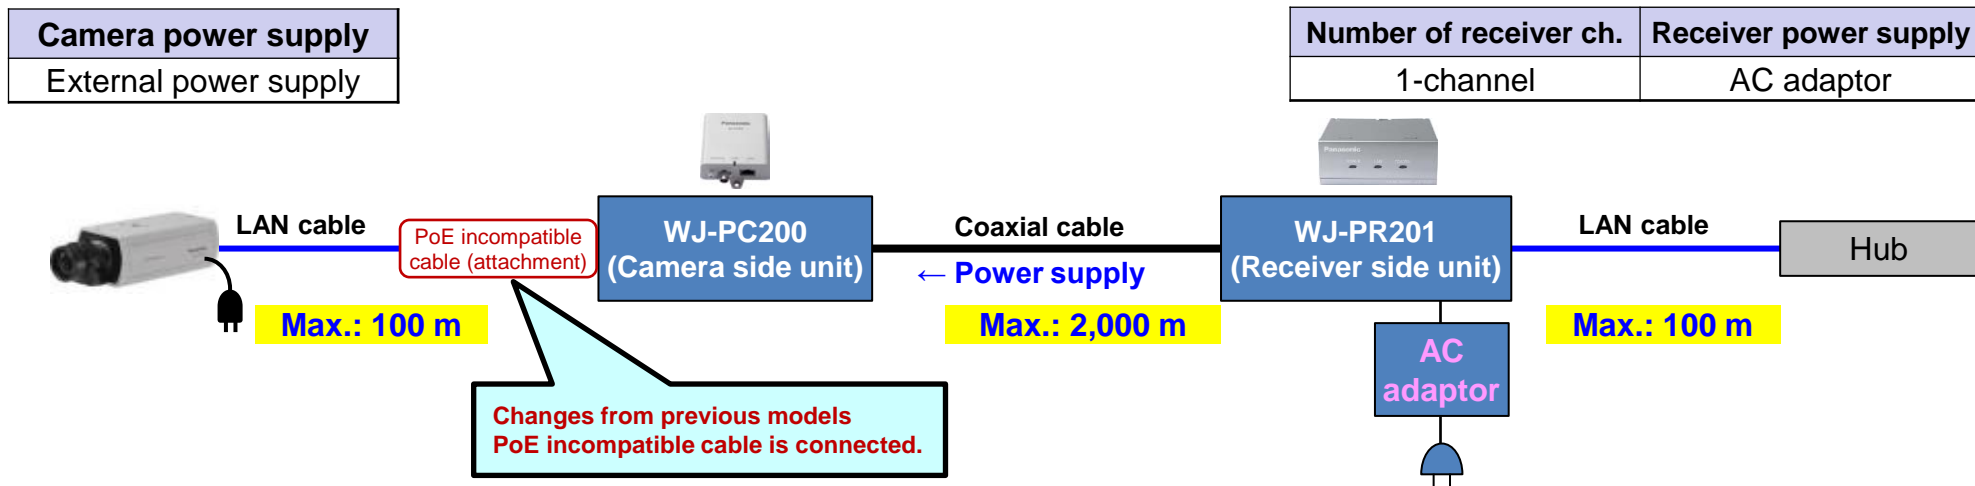 Camera power supply
External power supply
Number of receiver ch. Receiver power supply
1-channel AC adaptor
Panasonic
Panasonic
LAN cable
PoE incompatible
cable (attachment)
WJ-PC200
(Camera side unit)
Coaxial cable
← Power supply
WJ-PR201
(Receiver side unit)
LAN cable
Hub
Max.: 100 m
Max.: 2,000 m
Max.: 100 m
AC
adaptor
Changes from previous models
PoE incompatible cable is connected.